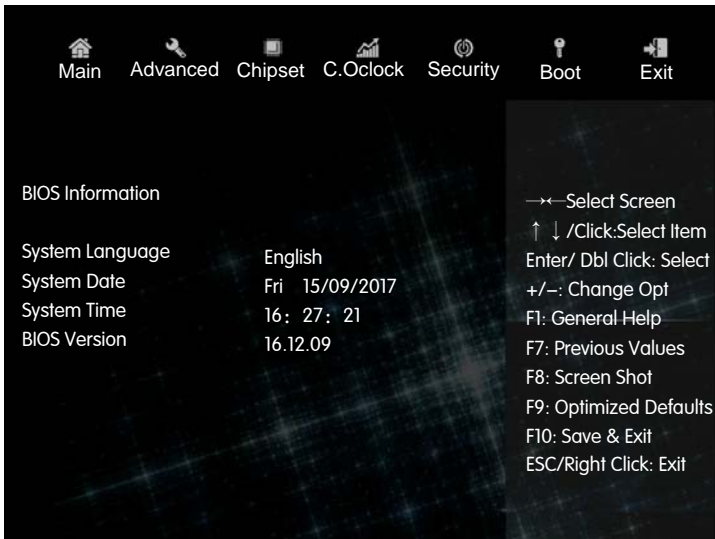 Main Advanced Chipset C.Oclock Security Boot Exit
BIOS Information
System Language English
System Date Fri 15/09/2017
System Time 16: 27: 21
BIOS Version 16.12.09
→←Select Screen
↑ ↓ /Click:Select Item
Enter/ Dbl Click: Select
+/–: Change Opt
F1: General Help
F7: Previous Values
F8: Screen Shot
F9: Optimized Defaults
F10: Save & Exit
ESC/Right Click: Exit